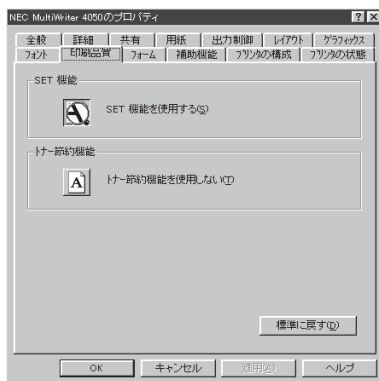 NEC MultiWriter 4050のプロパティ
全般 詳細 共有 用紙 出力制御 レイアウト グラフィックス
フォント 印刷品質 フォーム 補助機能 プリンタの構成 プリンタの状態
SET 機能
SET 機能を使用する(S)
トナー節約機能
トナー節約機能を使用しない(T)
標準に戻す(D)
OK キャンセル 適用(A) ヘルプ